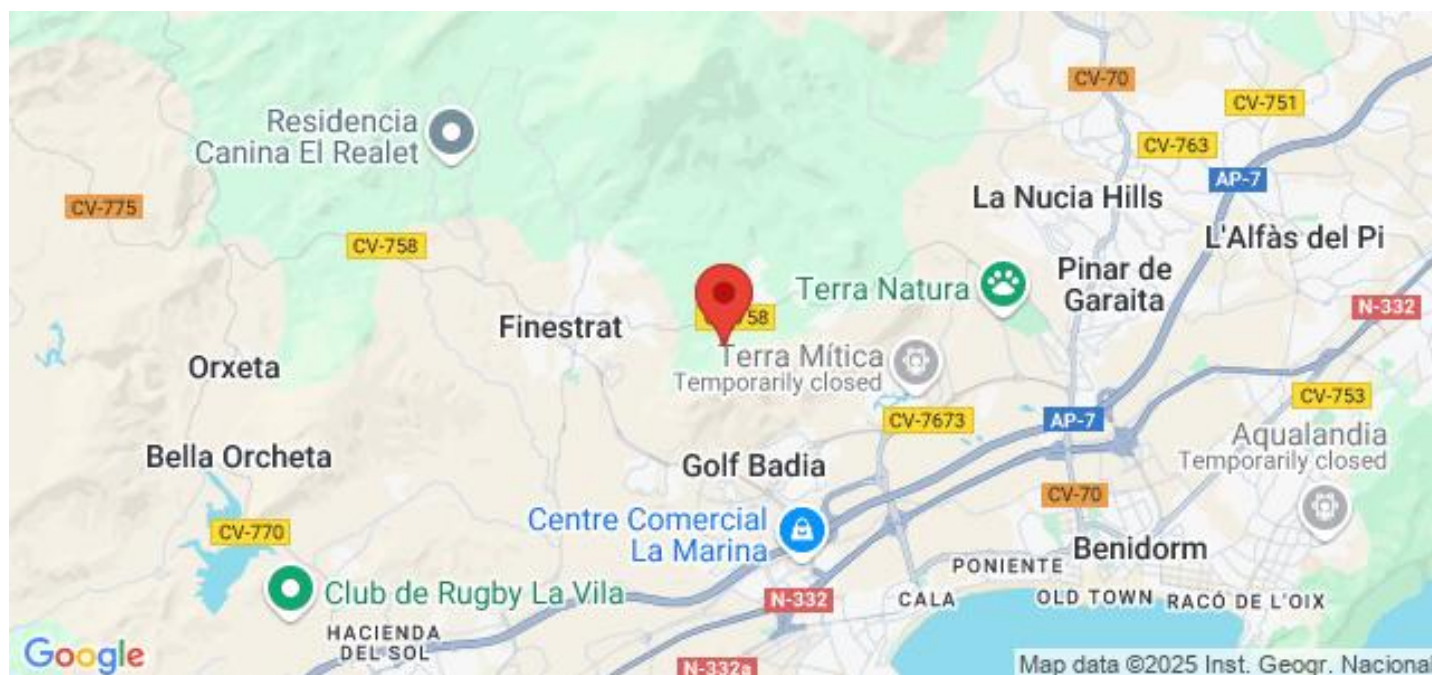 CV-70
CV-751
Residencia
Canina El Realet
CV-763
AP-7
La Nucia Hills
CV-775
L'Alfàs del Pi
CV-758
Pinar de
Garaita
Terra Natura
N-332
Finestrat
58
Terra Mítica
Temporarily closed
Orxeta
CV-753
CV-7673
AP-7
Aqualandia
Temporarily closed
Bella Orcheta
Golf Badia
CV-70
Centre Comercial
La Marina
CV-770
Benidorm
PONIENTE
Club de Rugby La Vila
N-332
CALA
OLD TOWN
RACÓ DE L'OIX
HACIENDA
DEL SOL
Google
N-332a
Map data ©2025 Inst. Geogr. Nacional